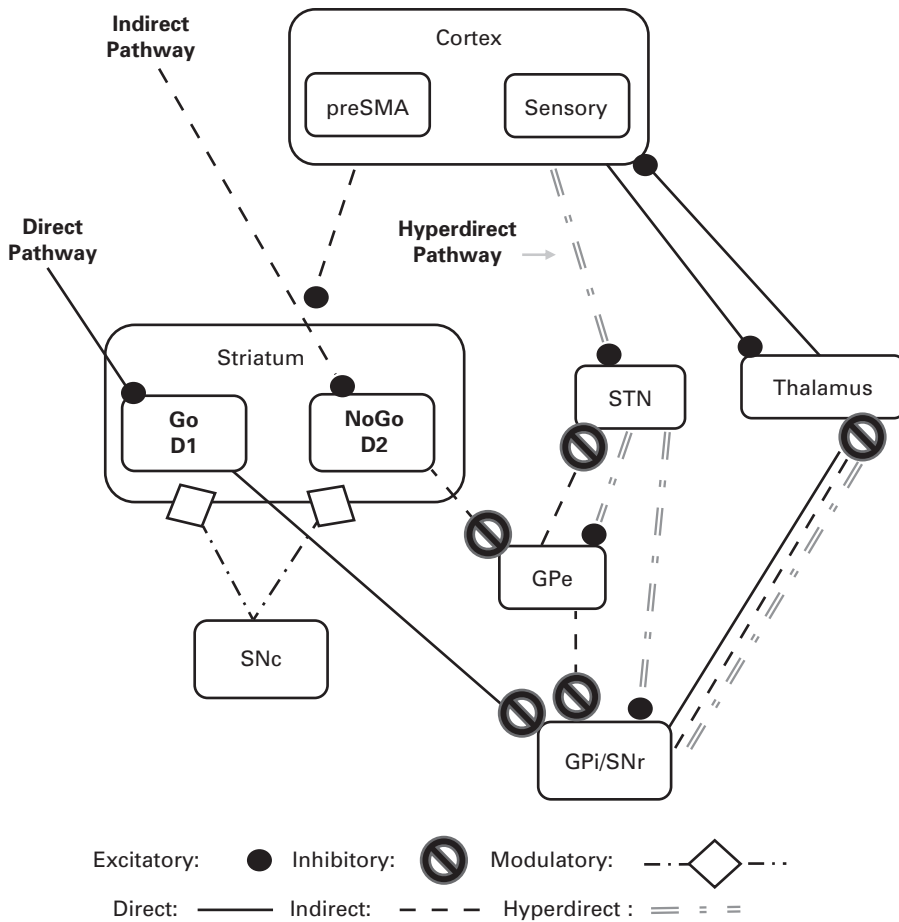 Indirect
Pathway
Cortex
preSMA
Sensory
Direct
Pathway
Hyperdirect
Pathway
Striatum
Go
D1
NoGo
D2
STN
Thalamus
GPe
SNc
GPi/SNr
Excitatory: Inhibitory: Modulatory:
Direct: Indirect: Hyperdirect :